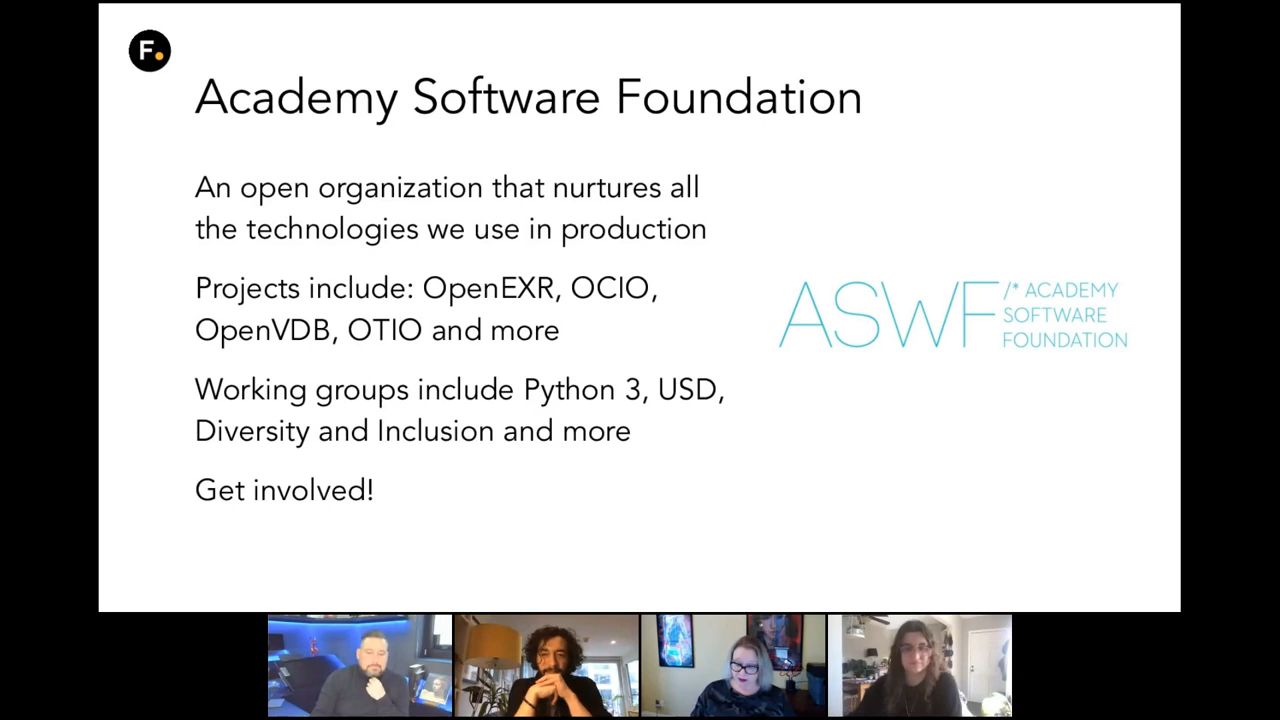 F.
Academy Software Foundation
An open organization that nurtures all
the technologies we use in production
Projects include: OpenEXR, OCIO,
OpenVDB, OTIO and more
Working groups include Python 3, USD,
Diversity and Inclusion and more
Get involved!
ASWF
/* ACADEMY
SOFTWARE
FOUNDATION